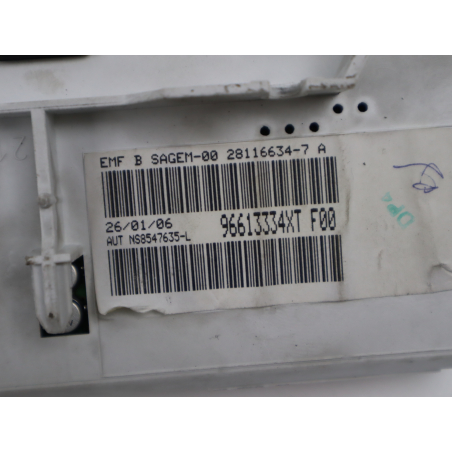 EMF B SAGEM-00 28116634-7 A
26/01/06 96613334XT F00
AUT NS8547635-L